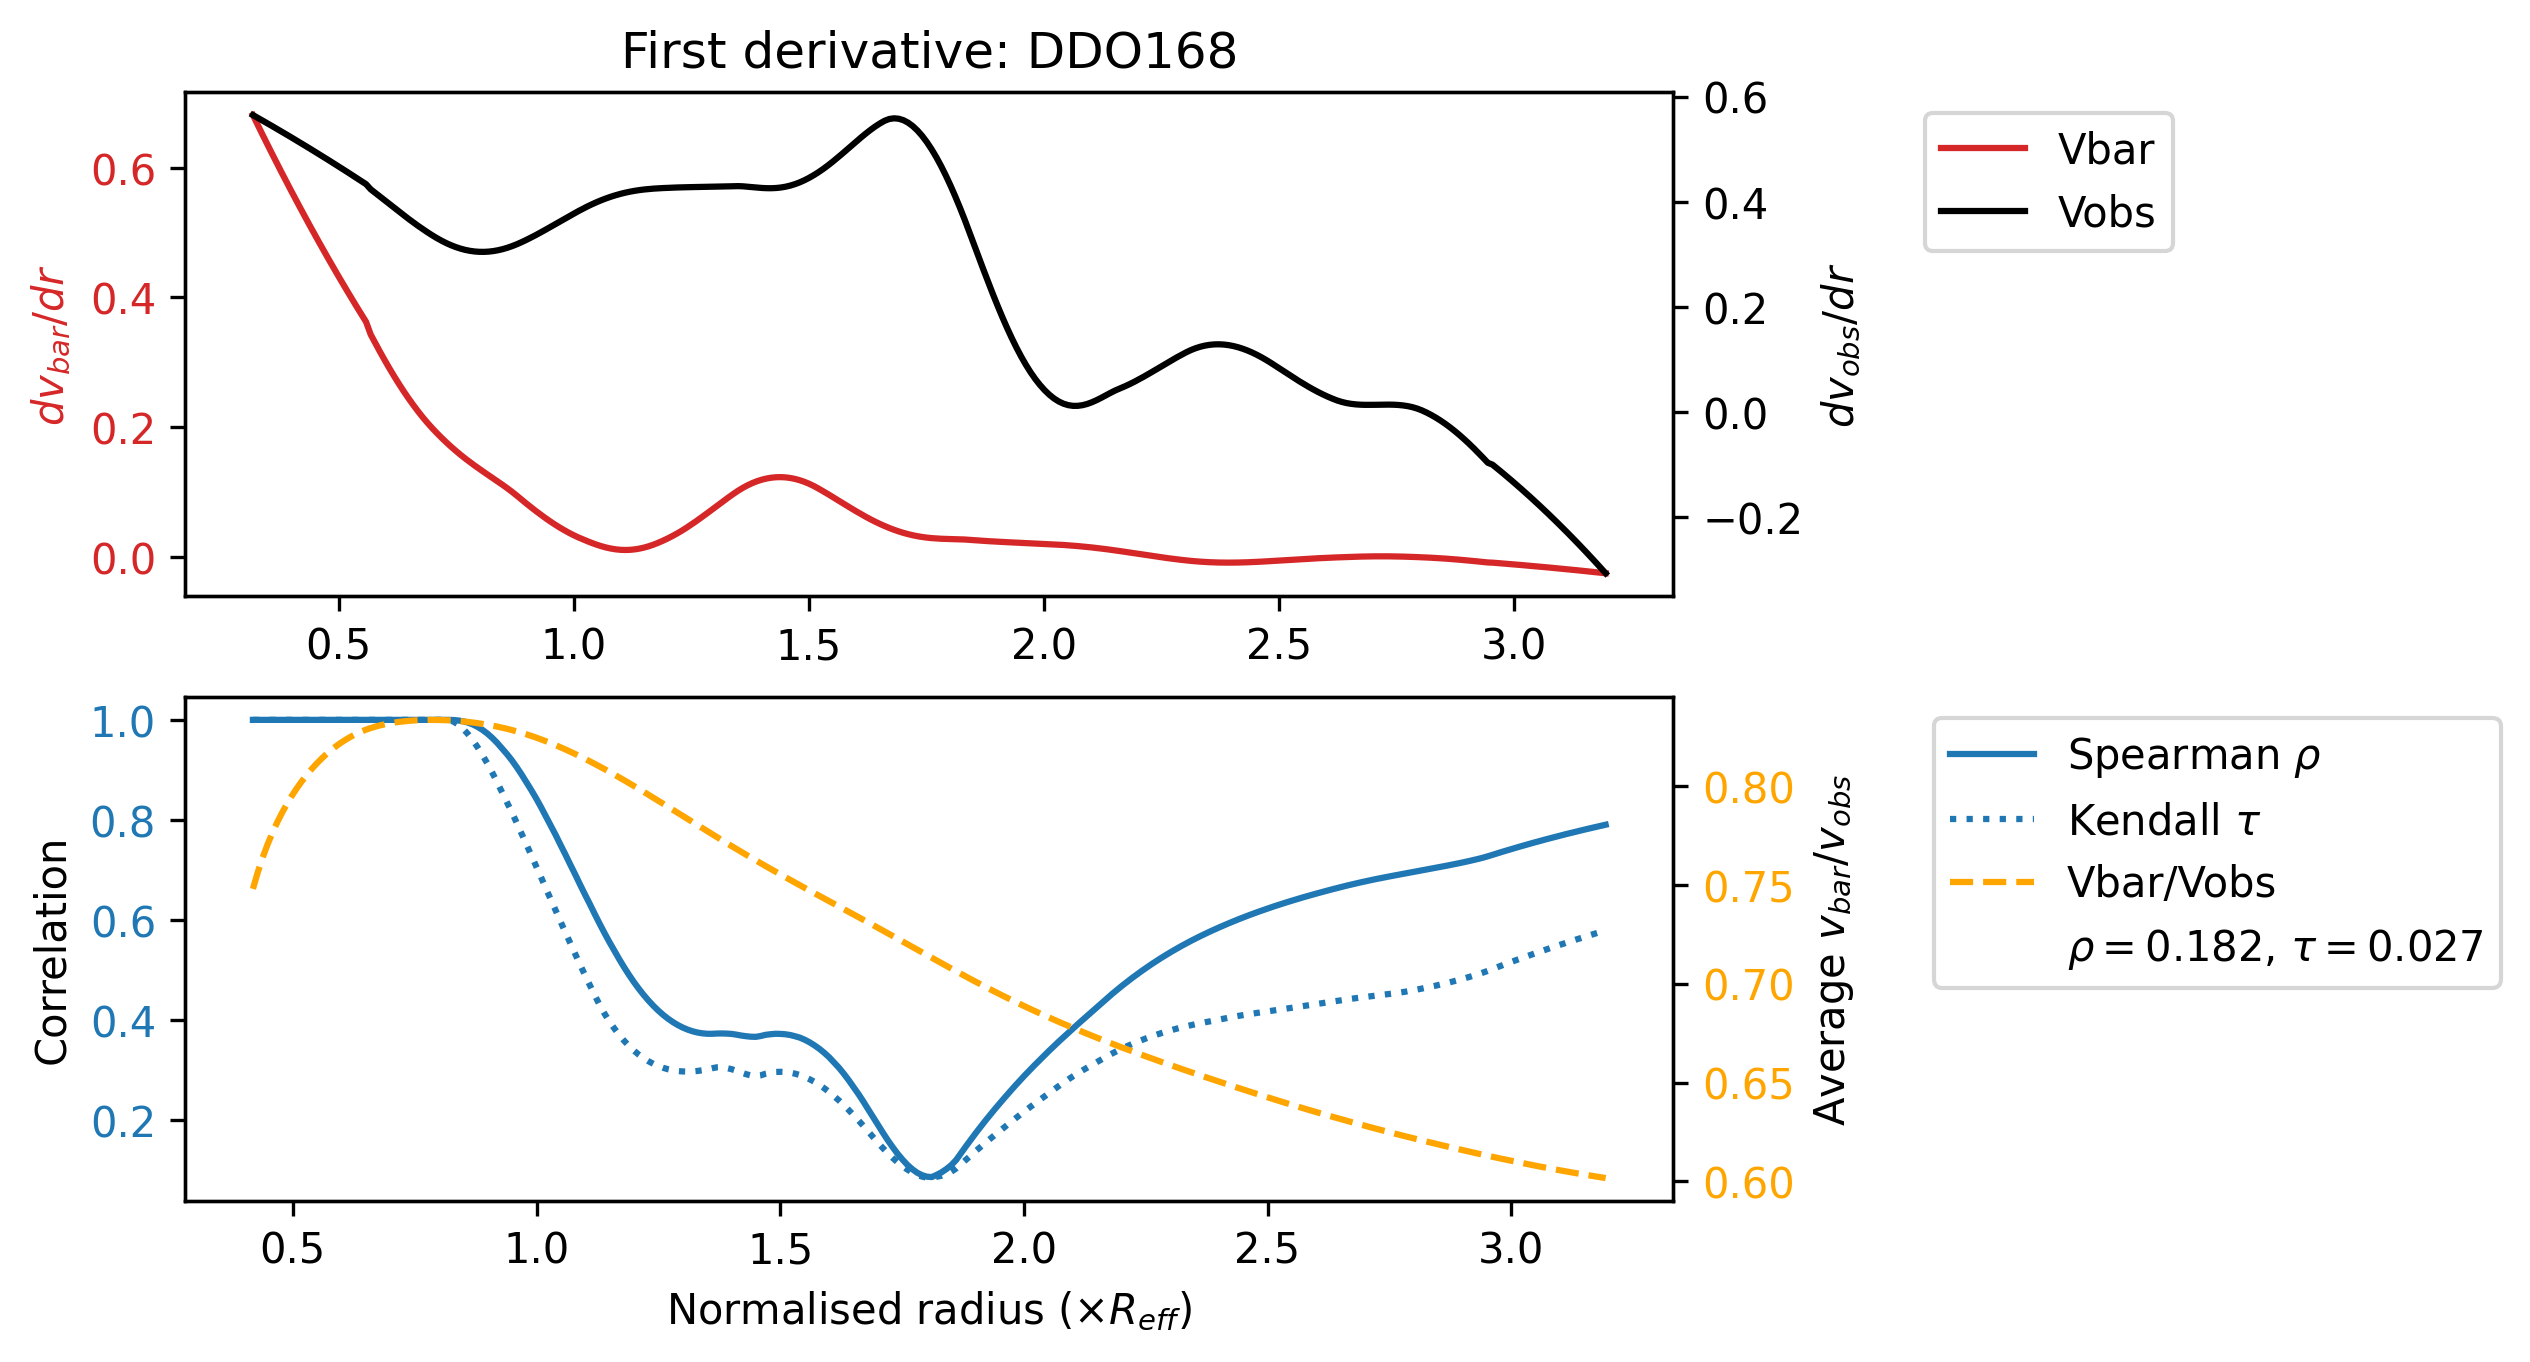 First derivative: DDO168
0.6
0.4
0.2
0.0
dv_bar/dr
0.6
0.4
0.2
0.0
−0.2
dv_obs/dr
0.5 1.0 1.5 2.0 2.5 3.0
Vbar
Vobs
1.0
0.8
0.6
0.4
0.2
Correlation
0.80
0.75
0.70
0.65
0.60
Average v_bar/v_obs
0.5 1.0 1.5 2.0 2.5 3.0
Normalised radius (×R_eff)
Spearman ρ
Kendall τ
Vbar/Vobs
ρ = 0.182, τ = 0.027